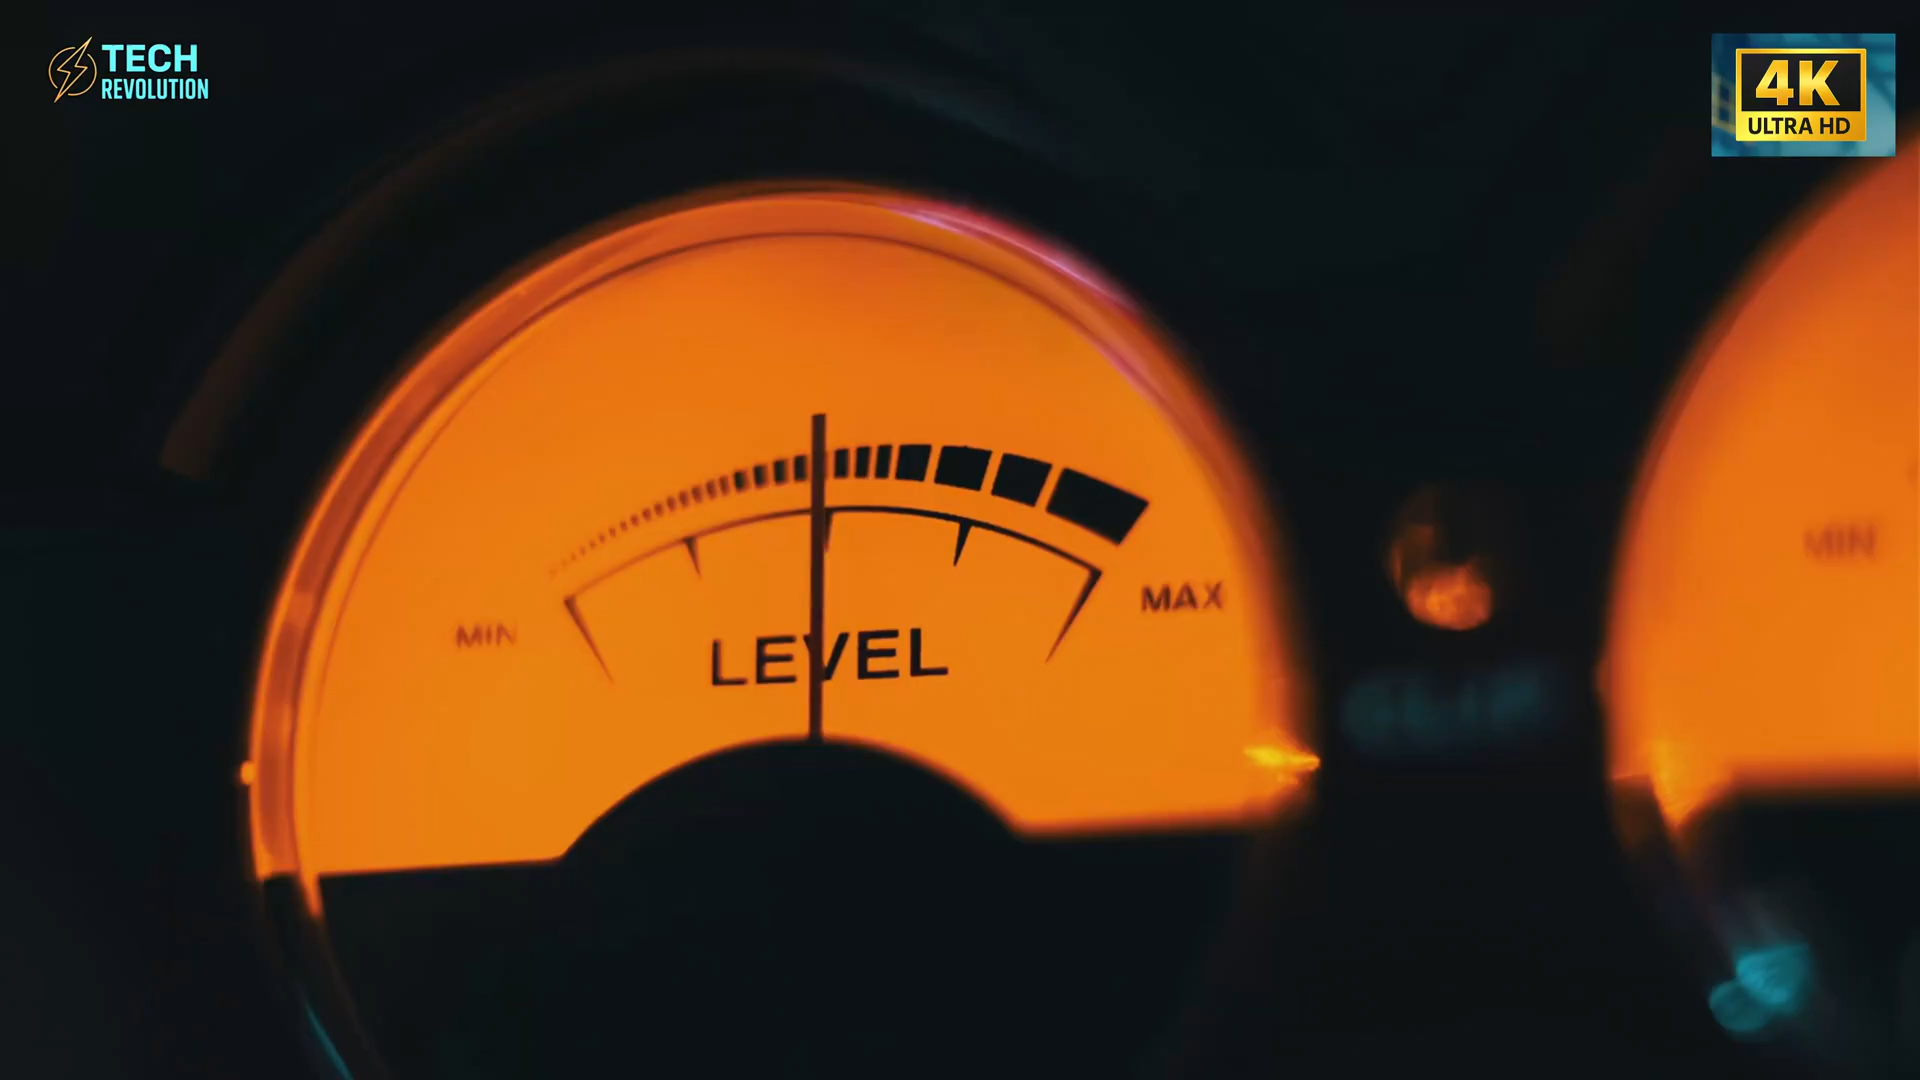 TECH
REVOLUTION
4K
ULTRA HD
MIN
LEVEL
MAX
MIN